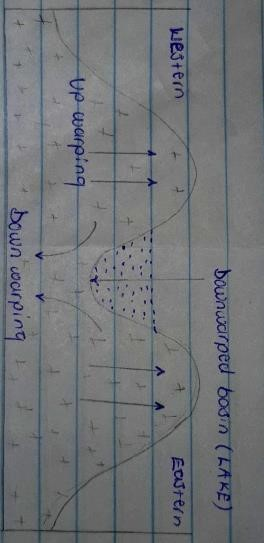 Downwarped basin (LAKE)
Western
Eastern
Up warping
Down warping